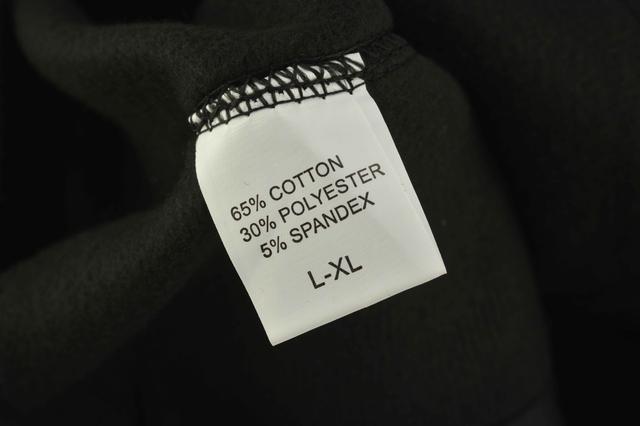 65% COTTON
30% POLYESTER
5% SPANDEX
L-XL